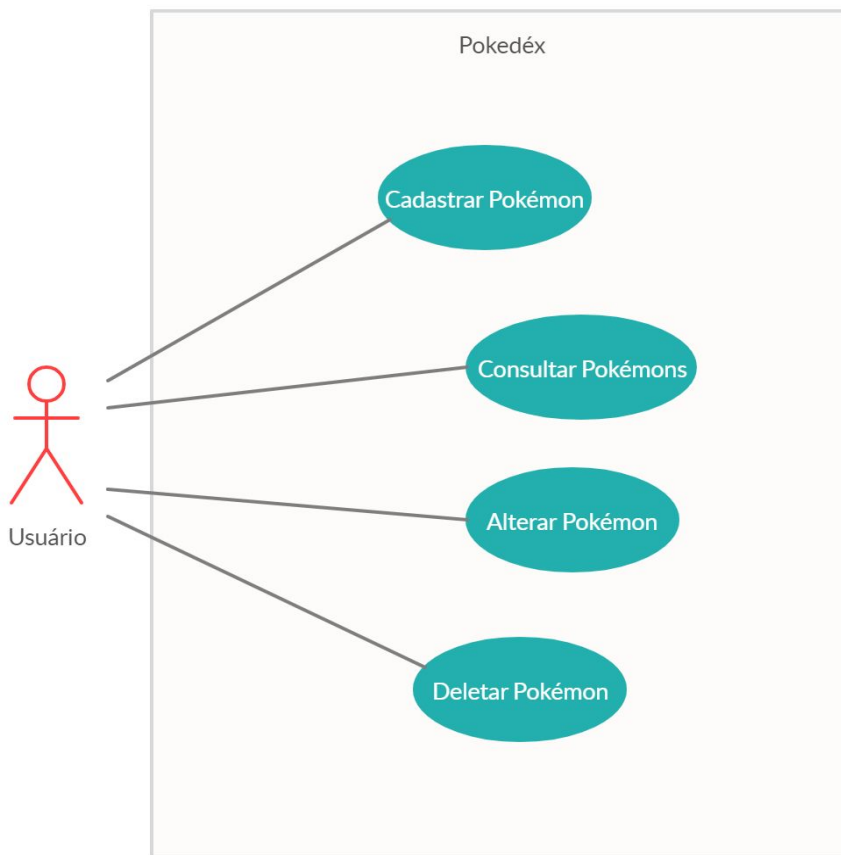 Pokedéx
Cadastrar Pokémon
Consultar Pokémons
Alterar Pokémon
Usuário
Deletar Pokémon